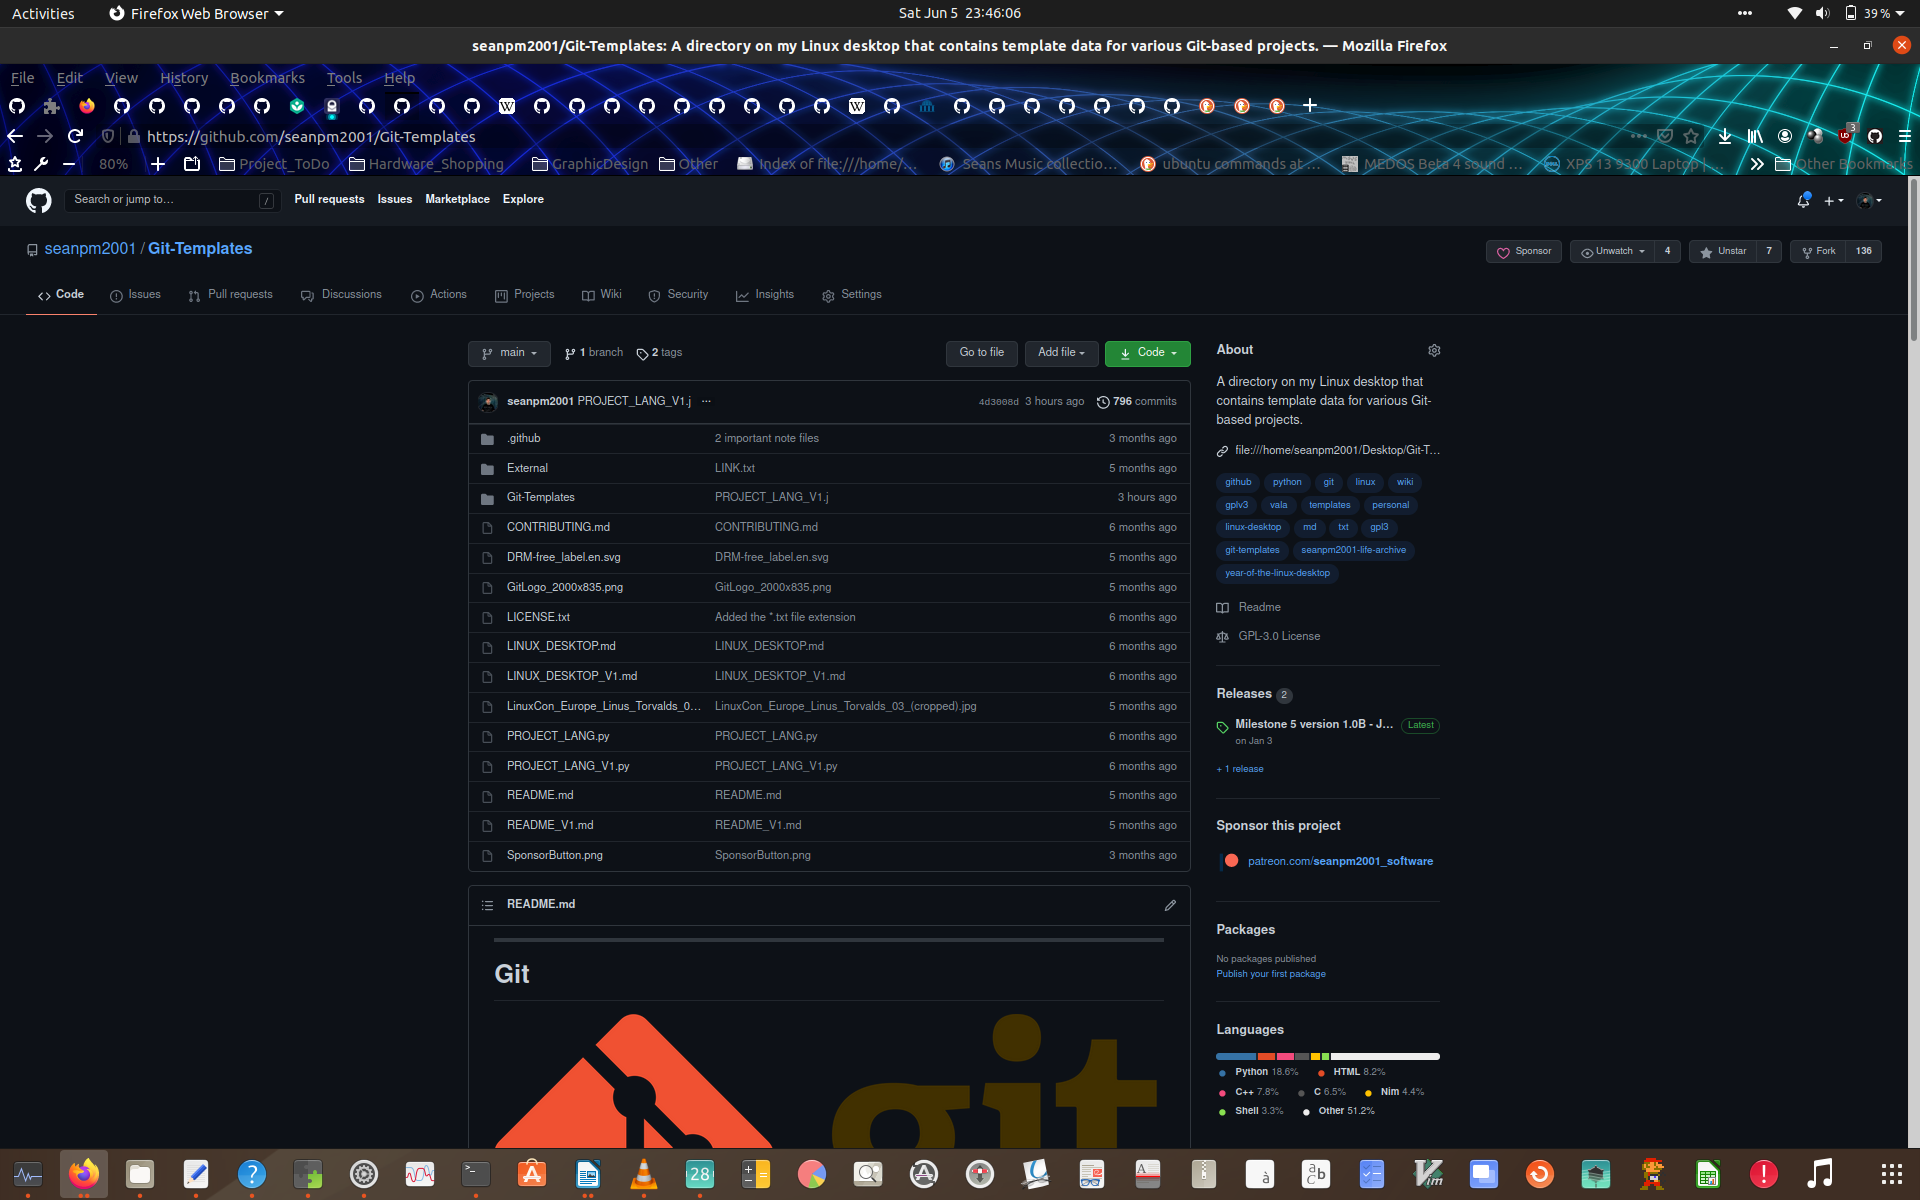 Activities Firefox Web Browser Sat Jun 5 23:46:06 39 %
seanpm2001/Git-Templates: A directory on my Linux desktop that contains template data for various Git-based projects. — Mozilla Firefox
File Edit View History Bookmarks Tools Help
https://github.com/seanpm2001/Git-Templates 3
80% Project_ToDo Hardware_Shopping GraphicDesign Other Index of file:///home/... Seans Music collectio... ubuntu commands at ... MEDOS Beta 4 sound ... XPS 13 9300 Laptop |... Other Bookmarks
Search or jump to... / Pull requests Issues Marketplace Explore
seanpm2001 / Git-Templates Sponsor Unwatch 4 Unstar 7 Fork 136
Code Issues Pull requests Discussions Actions Projects Wiki Security Insights Settings
main 1 branch 2 tags Go to file Add file Code
seanpm2001 PROJECT_LANG_V1.j ... 4d3008d 3 hours ago 796 commits
.github 2 important note files 3 months ago
External LINK.txt 5 months ago
Git-Templates PROJECT_LANG_V1.j 3 hours ago
CONTRIBUTING.md CONTRIBUTING.md 6 months ago
DRM-free_label.en.svg DRM-free_label.en.svg 5 months ago
GitLogo_2000x835.png GitLogo_2000x835.png 5 months ago
LICENSE.txt Added the *.txt file extension 6 months ago
LINUX_DESKTOP.md LINUX_DESKTOP.md 6 months ago
LINUX_DESKTOP_V1.md LINUX_DESKTOP_V1.md 6 months ago
LinuxCon_Europe_Linus_Torvalds_0... LinuxCon_Europe_Linus_Torvalds_03_(cropped).jpg 5 months ago
PROJECT_LANG.py PROJECT_LANG.py 6 months ago
PROJECT_LANG_V1.py PROJECT_LANG_V1.py 6 months ago
README.md README.md 5 months ago
README_V1.md README_V1.md 5 months ago
SponsorButton.png SponsorButton.png 3 months ago
README.md
Git
git
About
A directory on my Linux desktop that
contains template data for various Git-
based projects.
file:///home/seanpm2001/Desktop/Git-T...
github python git linux wiki
gplv3 vala templates personal
linux-desktop md txt gpl3
git-templates seanpm2001-life-archive
year-of-the-linux-desktop
Readme
GPL-3.0 License
Releases 2
Milestone 5 version 1.0B - J... Latest
on Jan 3
+ 1 release
Sponsor this project
patreon.com/seanpm2001_software
Packages
No packages published
Publish your first package
Languages
Python 18.6% HTML 8.2%
C++ 7.8% C 6.5% Nim 4.4%
Shell 3.3% Other 51.2%
28